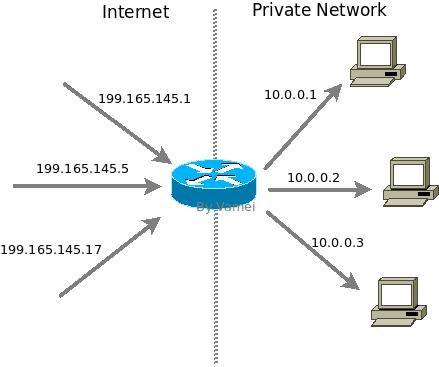 Internet
Private Network
199.165.145.1
10.0.0.1
199.165.145.5
10.0.0.2
By Vamei
199.165.145.17
10.0.0.3